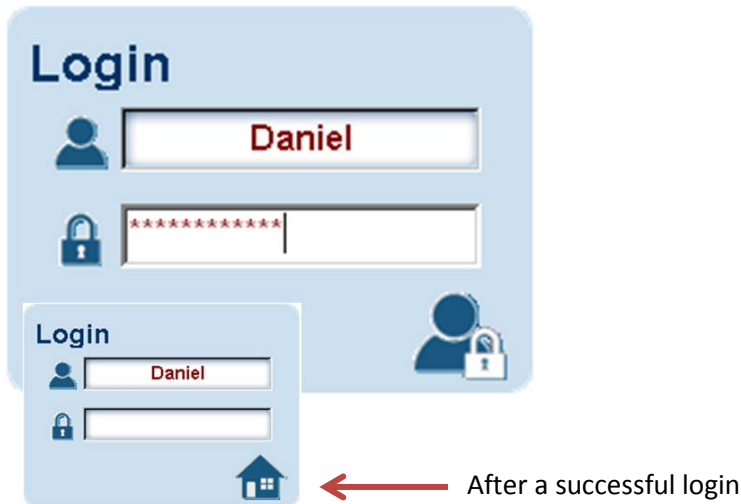 Login
Daniel
************
Login
Daniel
After a successful login